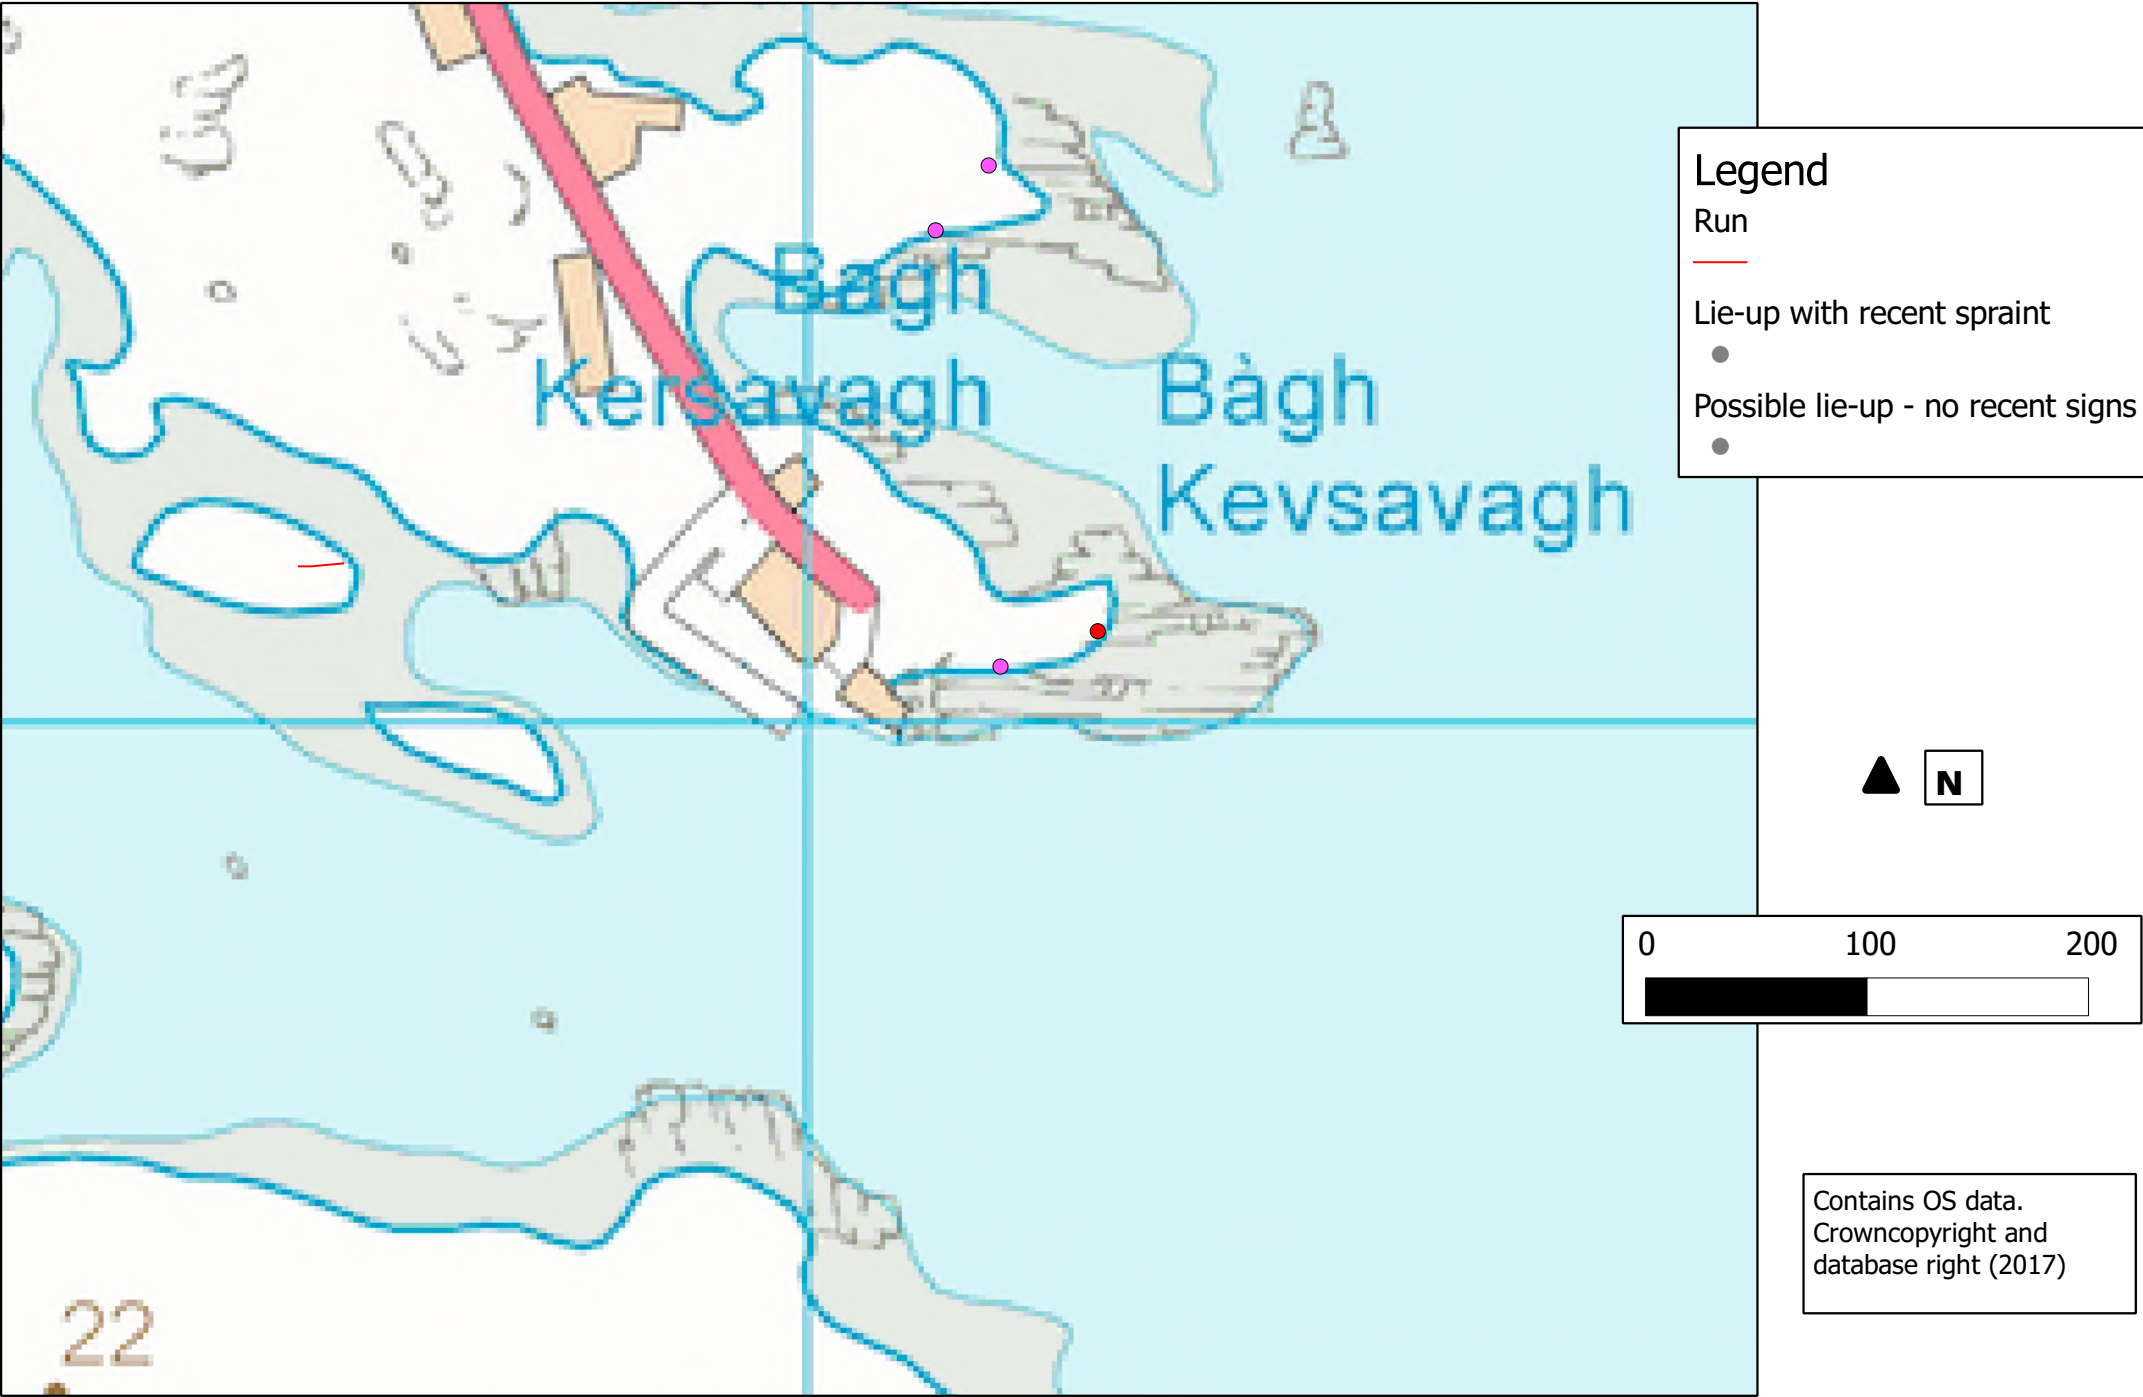 Bagh
Kersavagh
Bàgh
Kevsavagh
22
Legend
Run
Lie-up with recent spraint
Possible lie-up - no recent signs
N
0 100 200
Contains OS data.
Crowncopyright and
database right (2017)